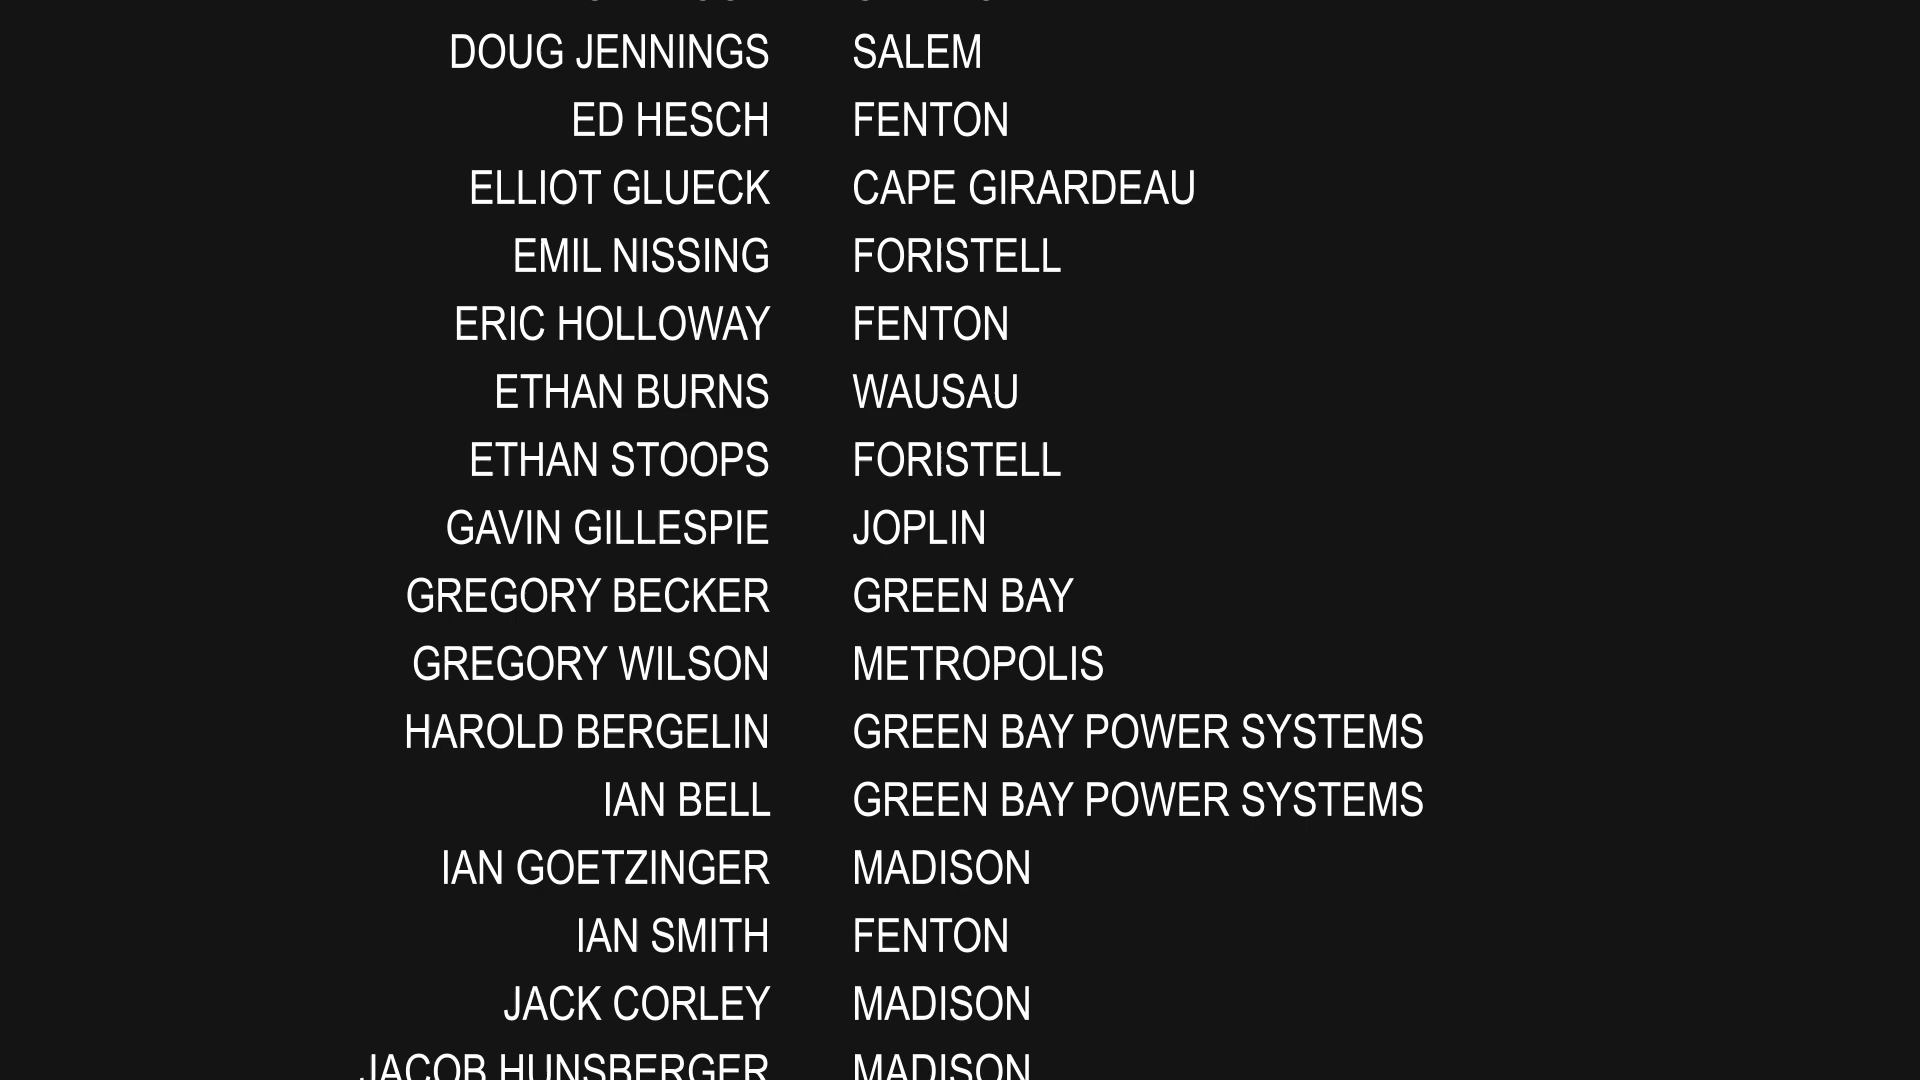 DOUG JENNINGS SALEM
ED HESCH FENTON
ELLIOT GLUECK CAPE GIRARDEAU
EMIL NISSING FORISTELL
ERIC HOLLOWAY FENTON
ETHAN BURNS WAUSAU
ETHAN STOOPS FORISTELL
GAVIN GILLESPIE JOPLIN
GREGORY BECKER GREEN BAY
GREGORY WILSON METROPOLIS
HAROLD BERGELIN GREEN BAY POWER SYSTEMS
IAN BELL GREEN BAY POWER SYSTEMS
IAN GOETZINGER MADISON
IAN SMITH FENTON
JACK CORLEY MADISON
JACOB HUNSBERGER MADISON